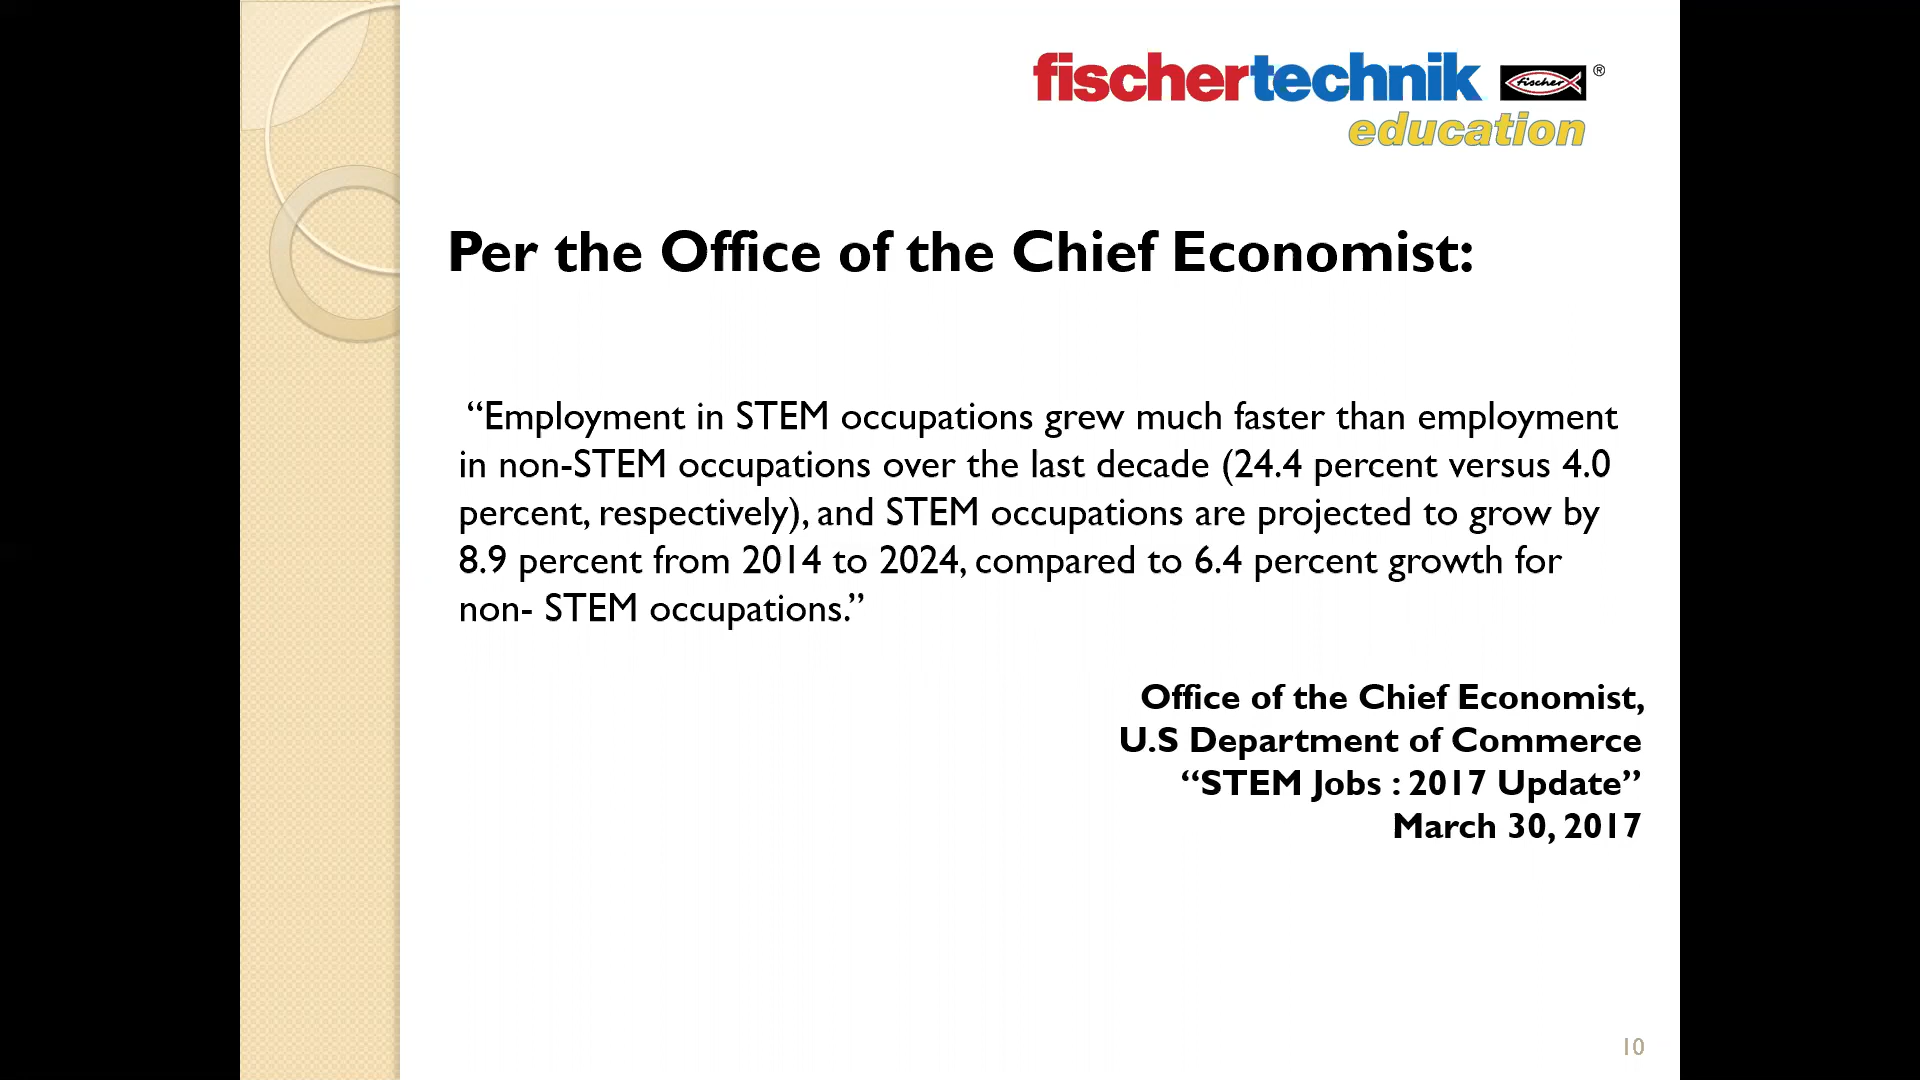 fischertechnik fischer ®
education
Per the Office of the Chief Economist:
“Employment in STEM occupations grew much faster than employment
in non-STEM occupations over the last decade (24.4 percent versus 4.0
percent, respectively), and STEM occupations are projected to grow by
8.9 percent from 2014 to 2024, compared to 6.4 percent growth for
non- STEM occupations.”
Office of the Chief Economist,
U.S Department of Commerce
“STEM Jobs : 2017 Update”
March 30, 2017
10